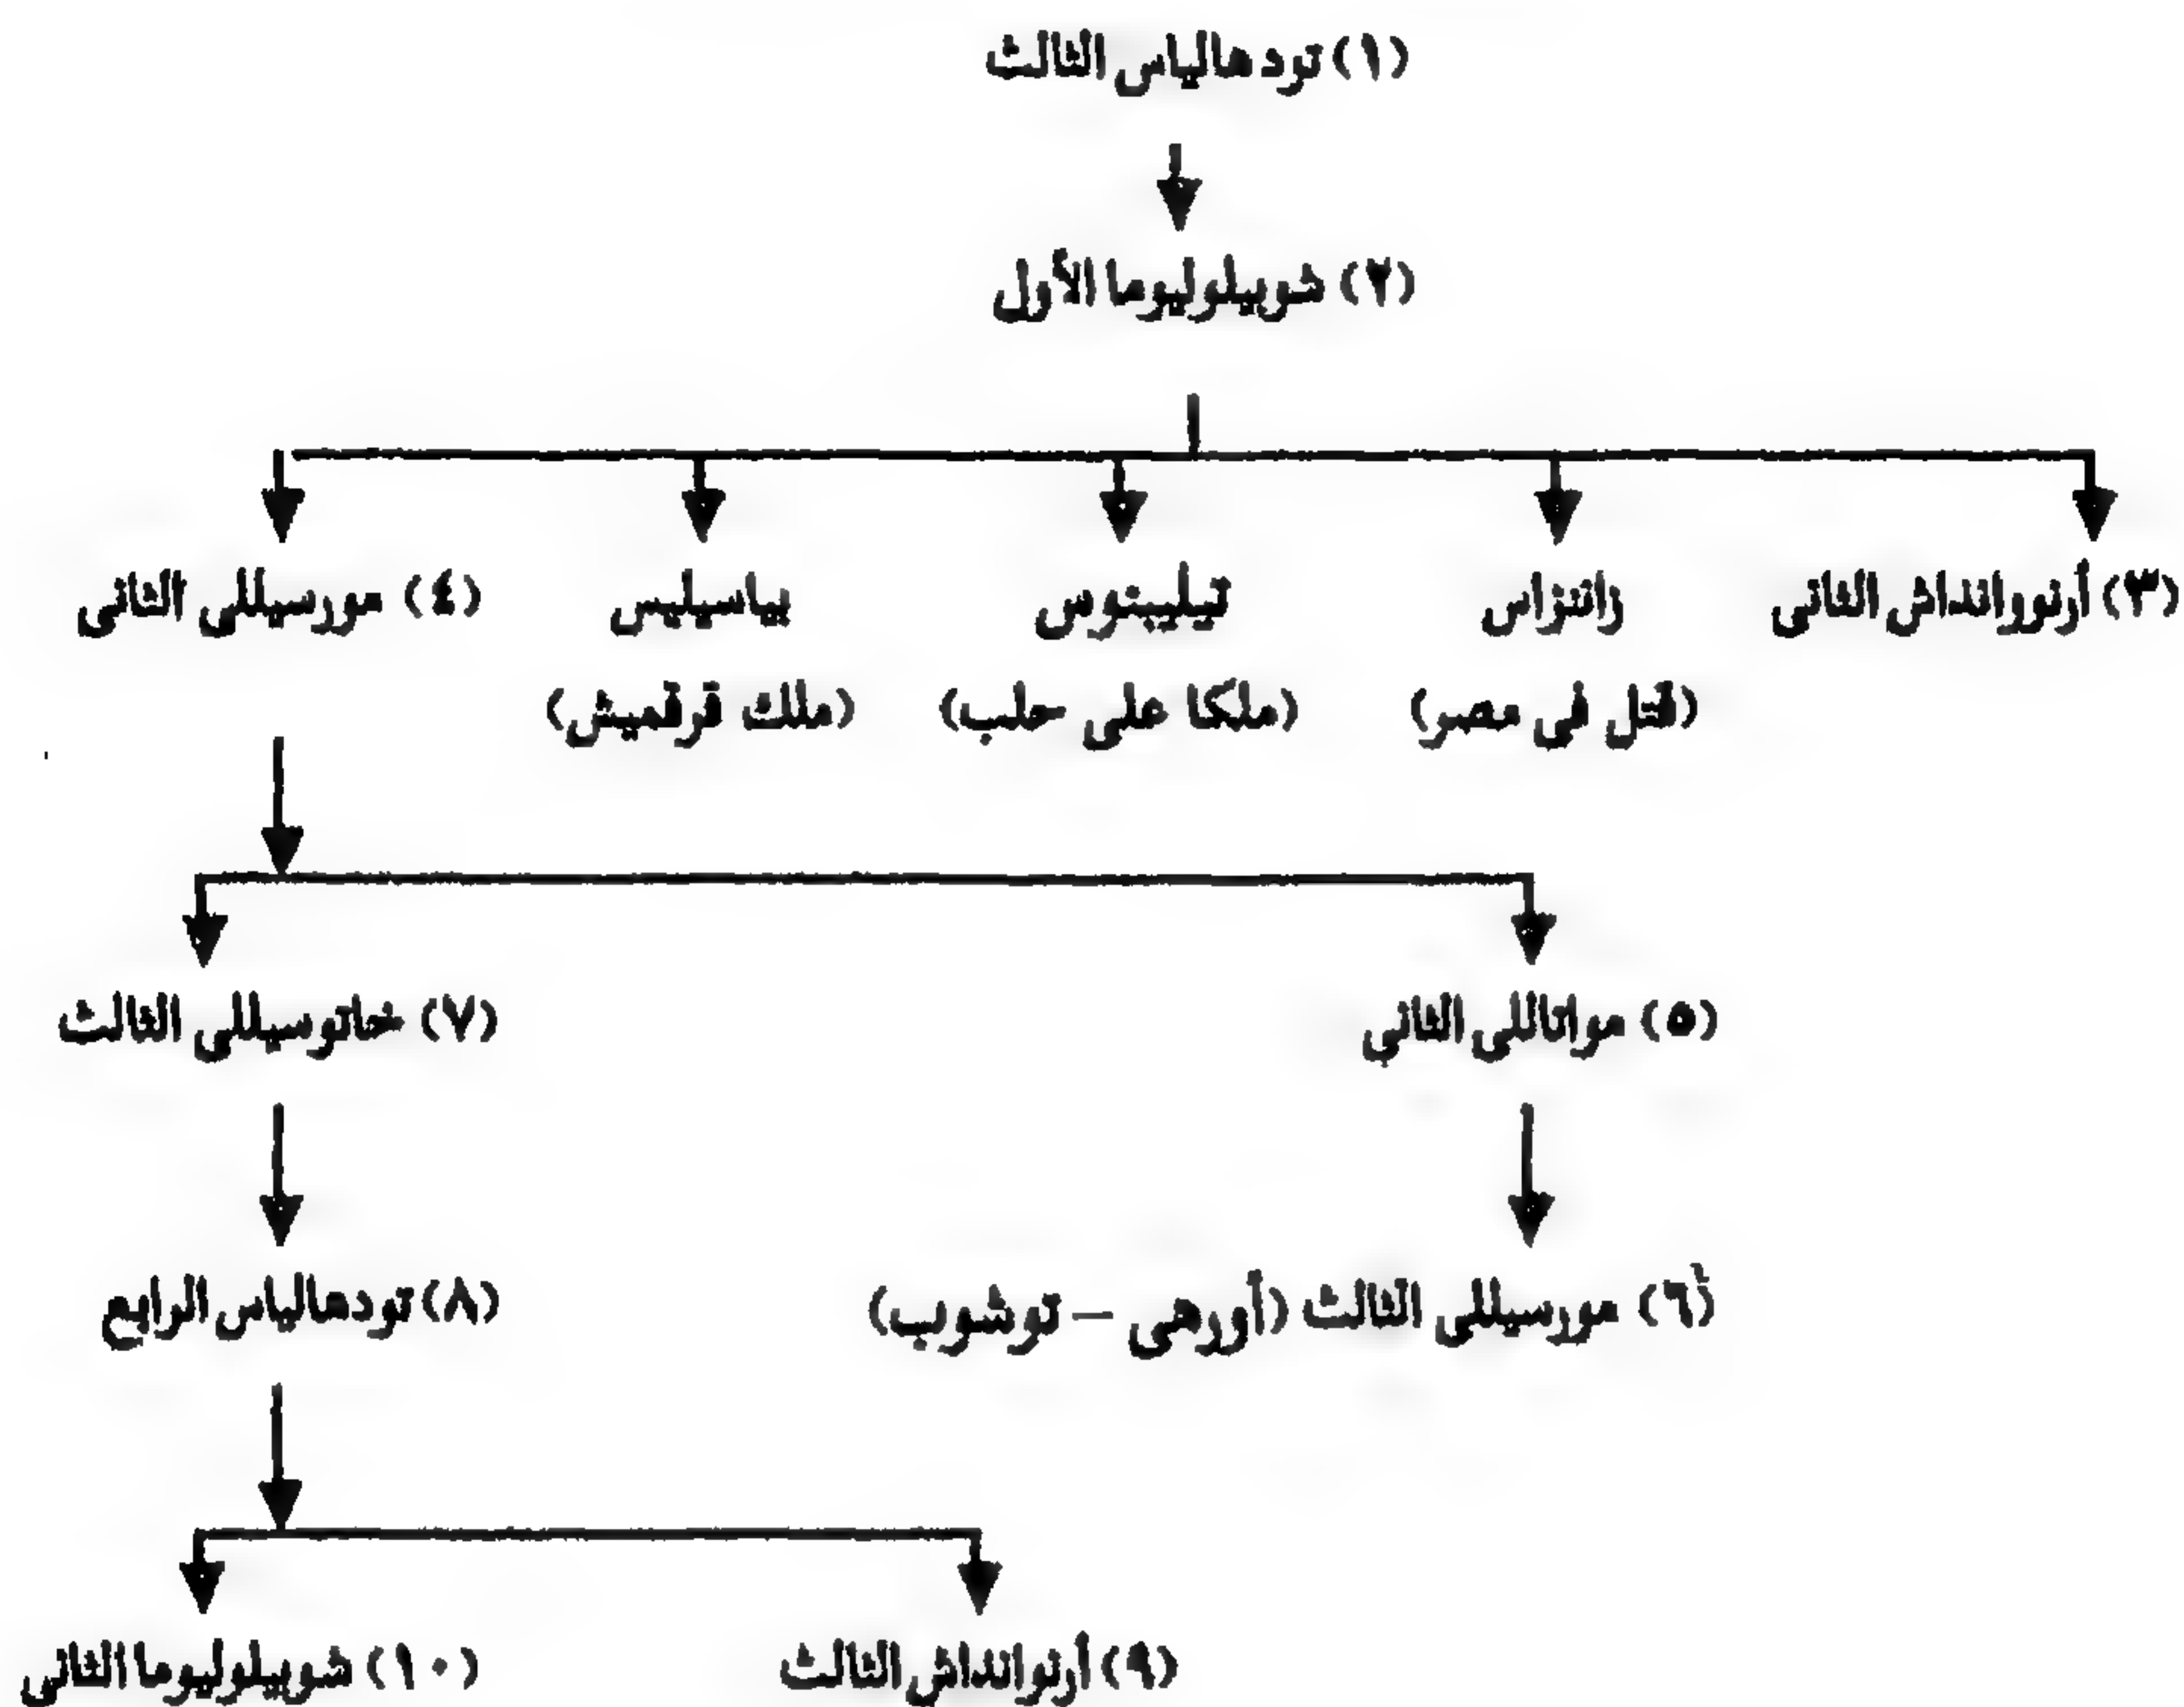 (١) تودهالياس الثالث
(٢) شوبيلوليوما الأول
(٣) أرنوواانداش الثانى
زاننزاس
تيليبنوس
بياسيليس
(٤) مورسيللى الثانى
(قتل فى مصر)
(ملكا على حلب)
(ملك قرقميش)
(٥) مواتاللى الثاني
(٧) خاتوسيللى الثالث
(٦) مورسيللى الثالث (أورهى – توشوب)
(٨) تودهالياس الرابع
(٩) أرنوانداش الثالث
(١٠) شوبيلوليوما الثانى